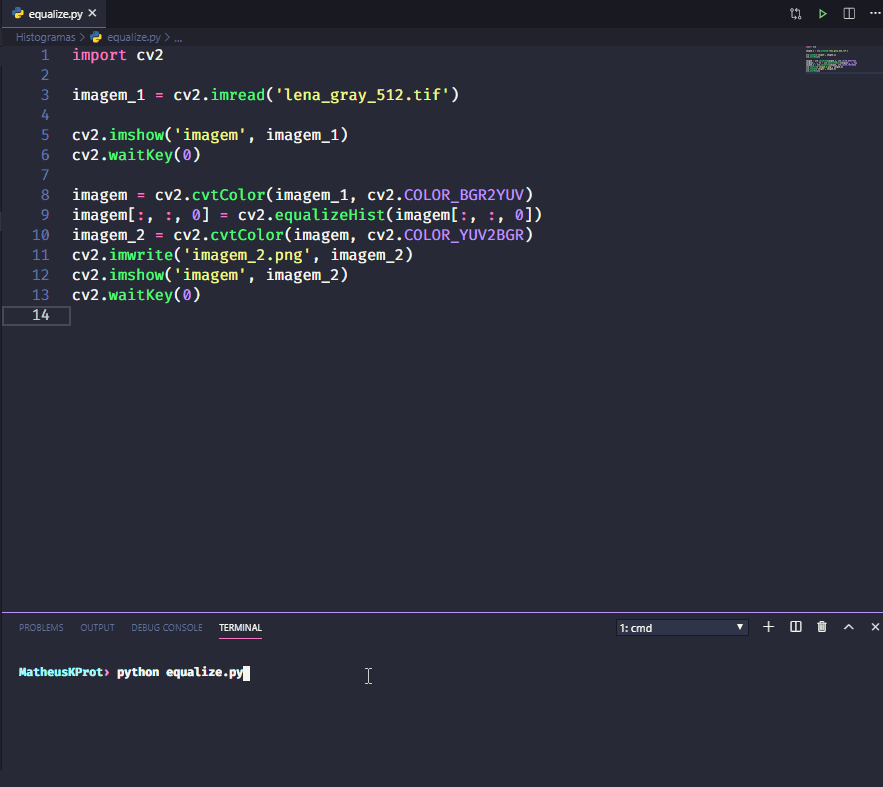 equalize.py
Histogramas > equalize.py > ...
1 import cv2
2
3 imagem_1 = cv2.imread('lena_gray_512.tif')
4
5 cv2.imshow('imagem', imagem_1)
6 cv2.waitKey(0)
7
8 imagem = cv2.cvtColor(imagem_1, cv2.COLOR_BGR2YUV)
9 imagem[:, :, 0] = cv2.equalizeHist(imagem[:, :, 0])
10 imagem_2 = cv2.cvtColor(imagem, cv2.COLOR_YUV2BGR)
11 cv2.imwrite('imagem_2.png', imagem_2)
12 cv2.imshow('imagem', imagem_2)
13 cv2.waitKey(0)
14
PROBLEMS OUTPUT DEBUG CONSOLE TERMINAL 1: cmd
MatheusKProt> python equalize.py